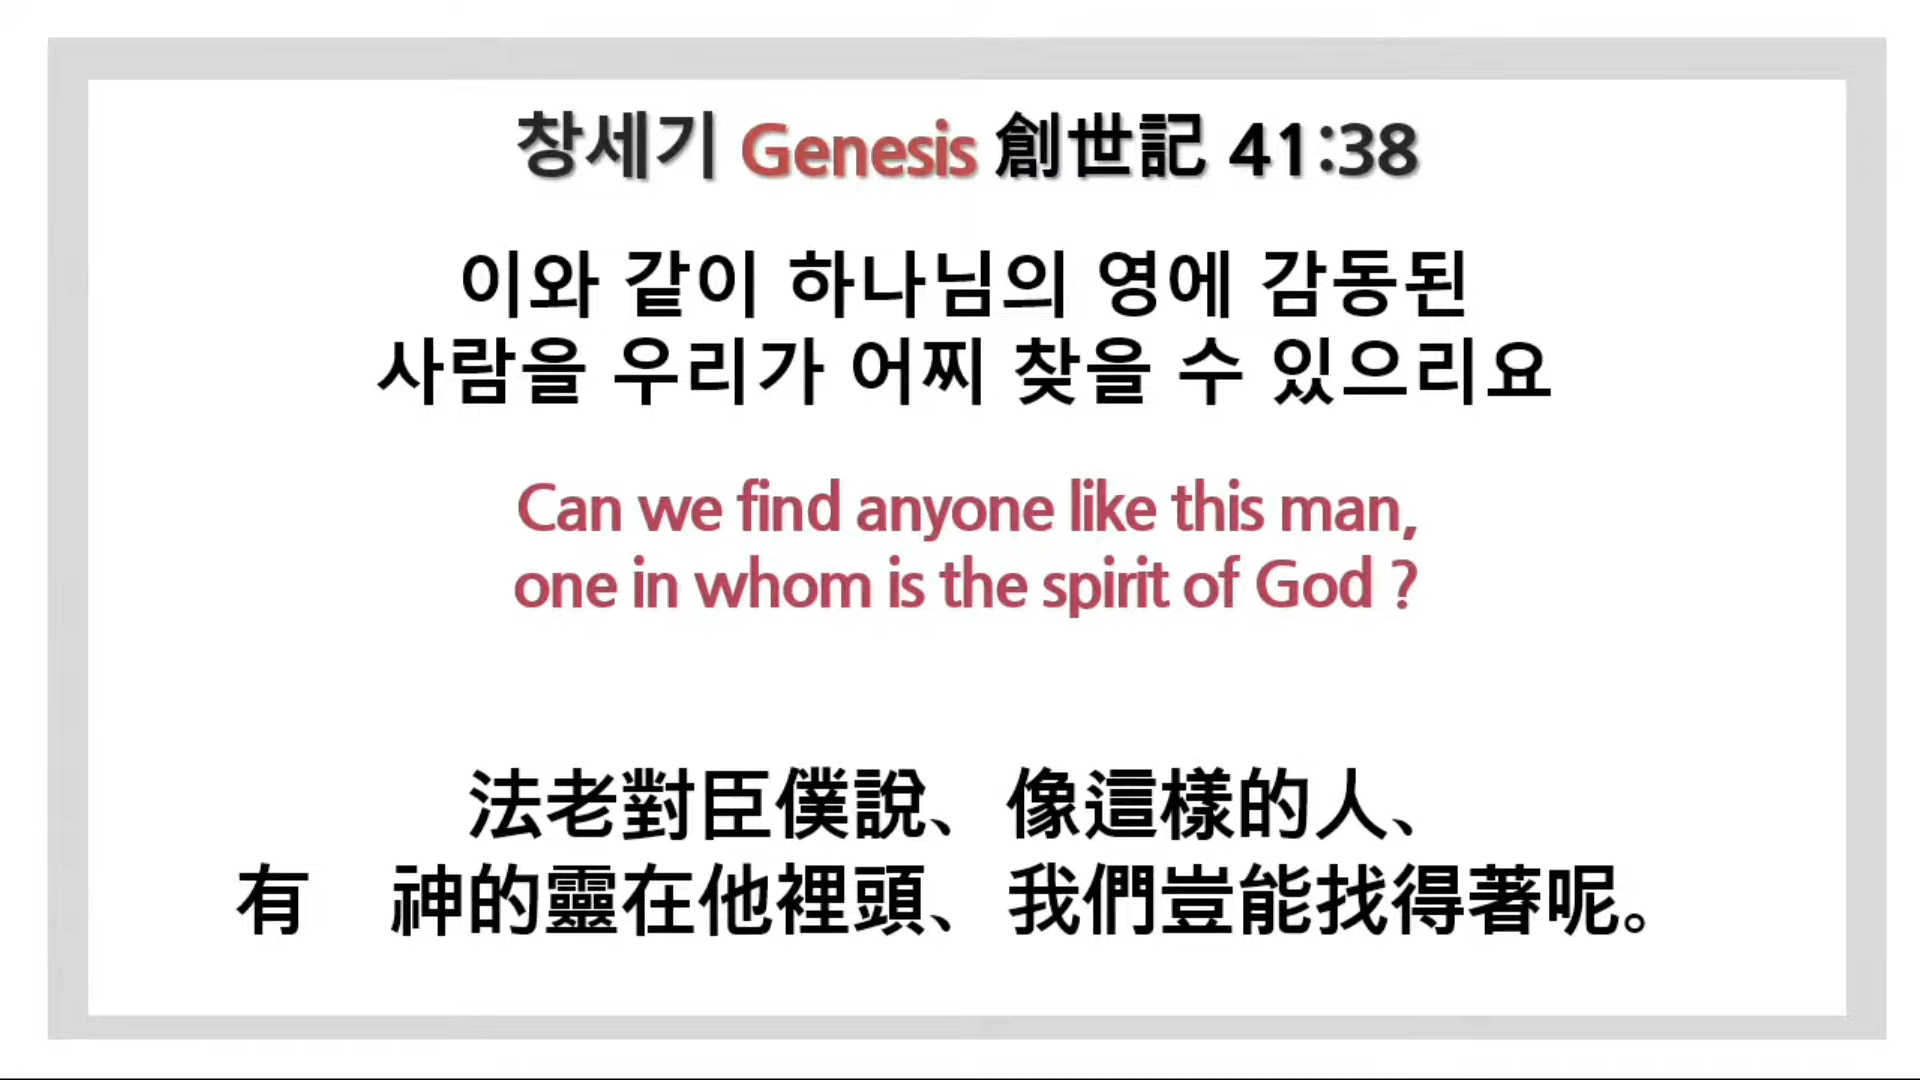 창세기 Genesis 創世記 41:38
이와 같이 하나님의 영에 감동된
사람을 우리가 어찌 찾을 수 있으리요
Can we find anyone like this man,
one in whom is the spirit of God ?
法老對臣僕說、像這樣的人、
有　神的靈在他裡頭、我們豈能找得著呢。